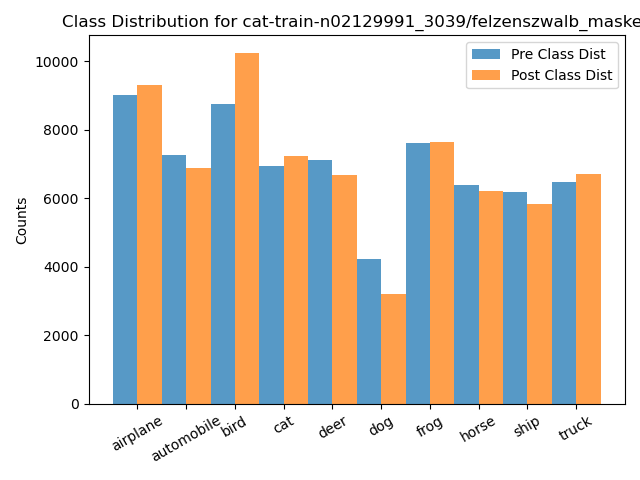 Class Distribution for cat-train-n02129991_3039/felzenszwalb_maske
Pre Class Dist
Post Class Dist
Counts
10000
8000
6000
4000
2000
0
airplane
automobile
bird
cat
deer
dog
frog
horse
ship
truck